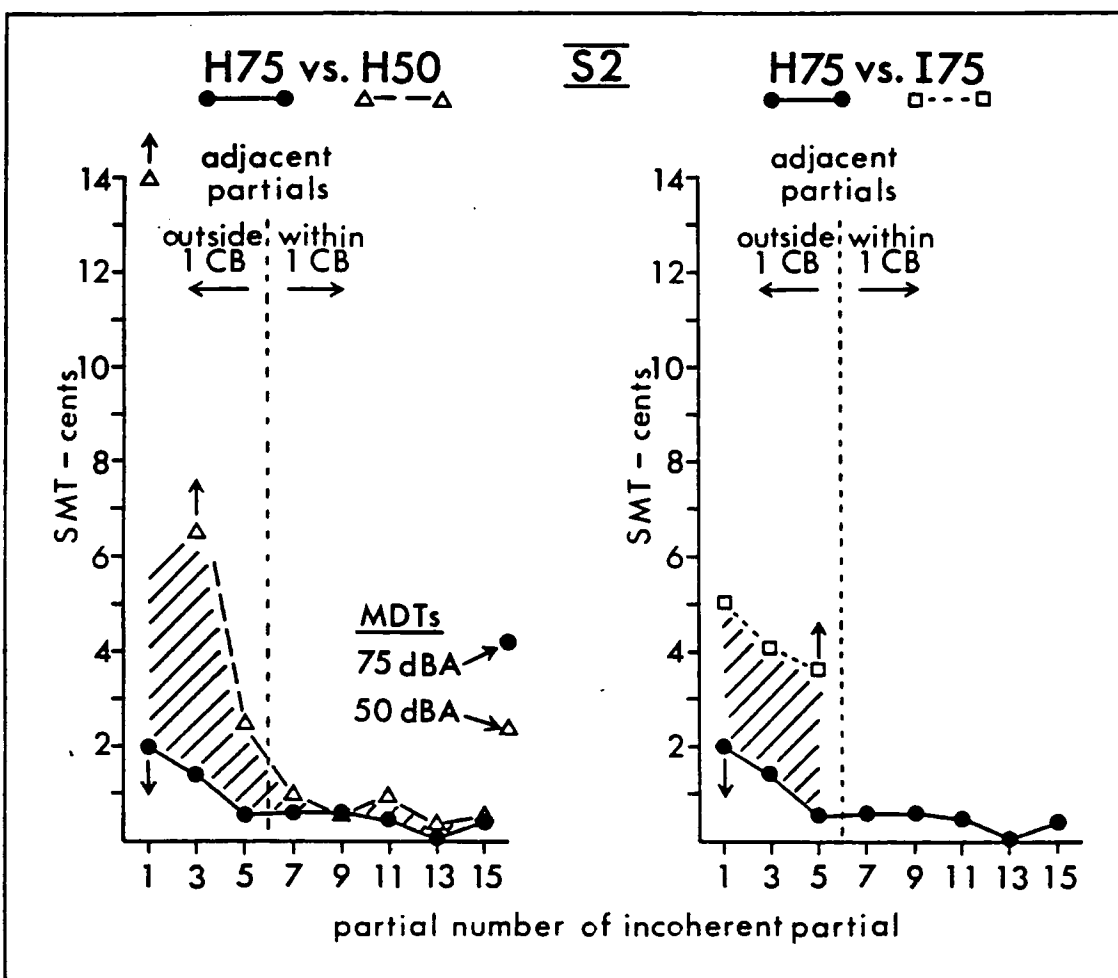 H75 vs. H50
S2
H75 vs. I75
adjacent
partials
outside within
1 CB 1 CB
14
12
10
8
6
4
2
SMT - cents
MDTs
75 dBA
50 dBA
1 3 5 7 9 11 13 15
adjacent
partials
outside within
1 CB 1 CB
14
12
10
8
6
4
2
SMT - cents
1 3 5 7 9 11 13 15
partial number of incoherent partial